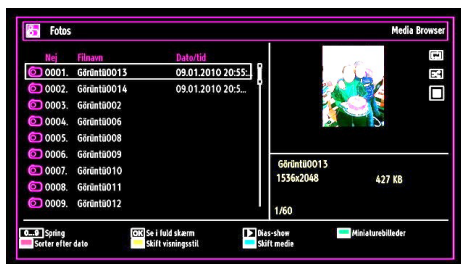 Fotos Media Browser
Nej Filnavn Dato/tid
0001. Görüntü0013 09.01.2010 20:55:..
0002. Görüntü0014 09.01.2010 20:5...
0003. Görüntü002
0004. Görüntü006
0005. Görüntü008
0006. Görüntü009
0007. Görüntü010
0008. Görüntü011
0009. Görüntü012
Görüntü0013
1536x2048 427 KB
1/60
0...9 Spring OK Se i fuld skærm Dias-show Miniaturebilleder
Sorter efter dato Skift visningsstil Skift medie